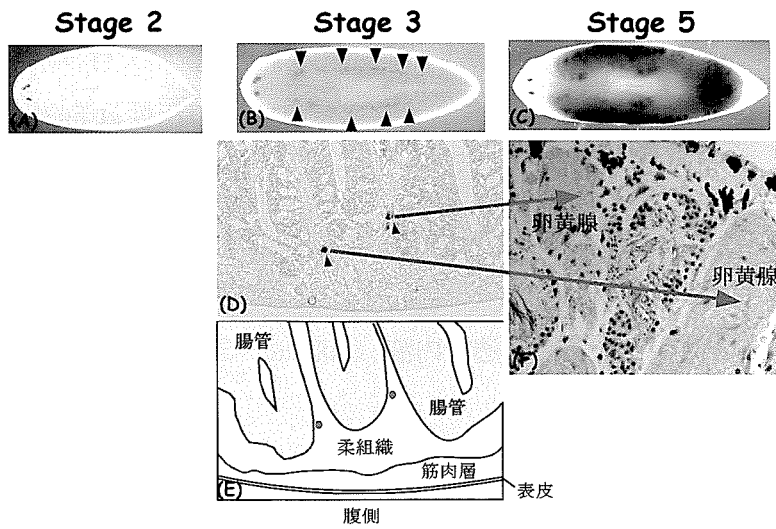 Stage 2 Stage 3 Stage 5
(A) (B) (C)
卵黄腺
卵黄腺
(D) (F)
腸管
腸管
柔組織
筋肉層
(E) 表皮
腹側